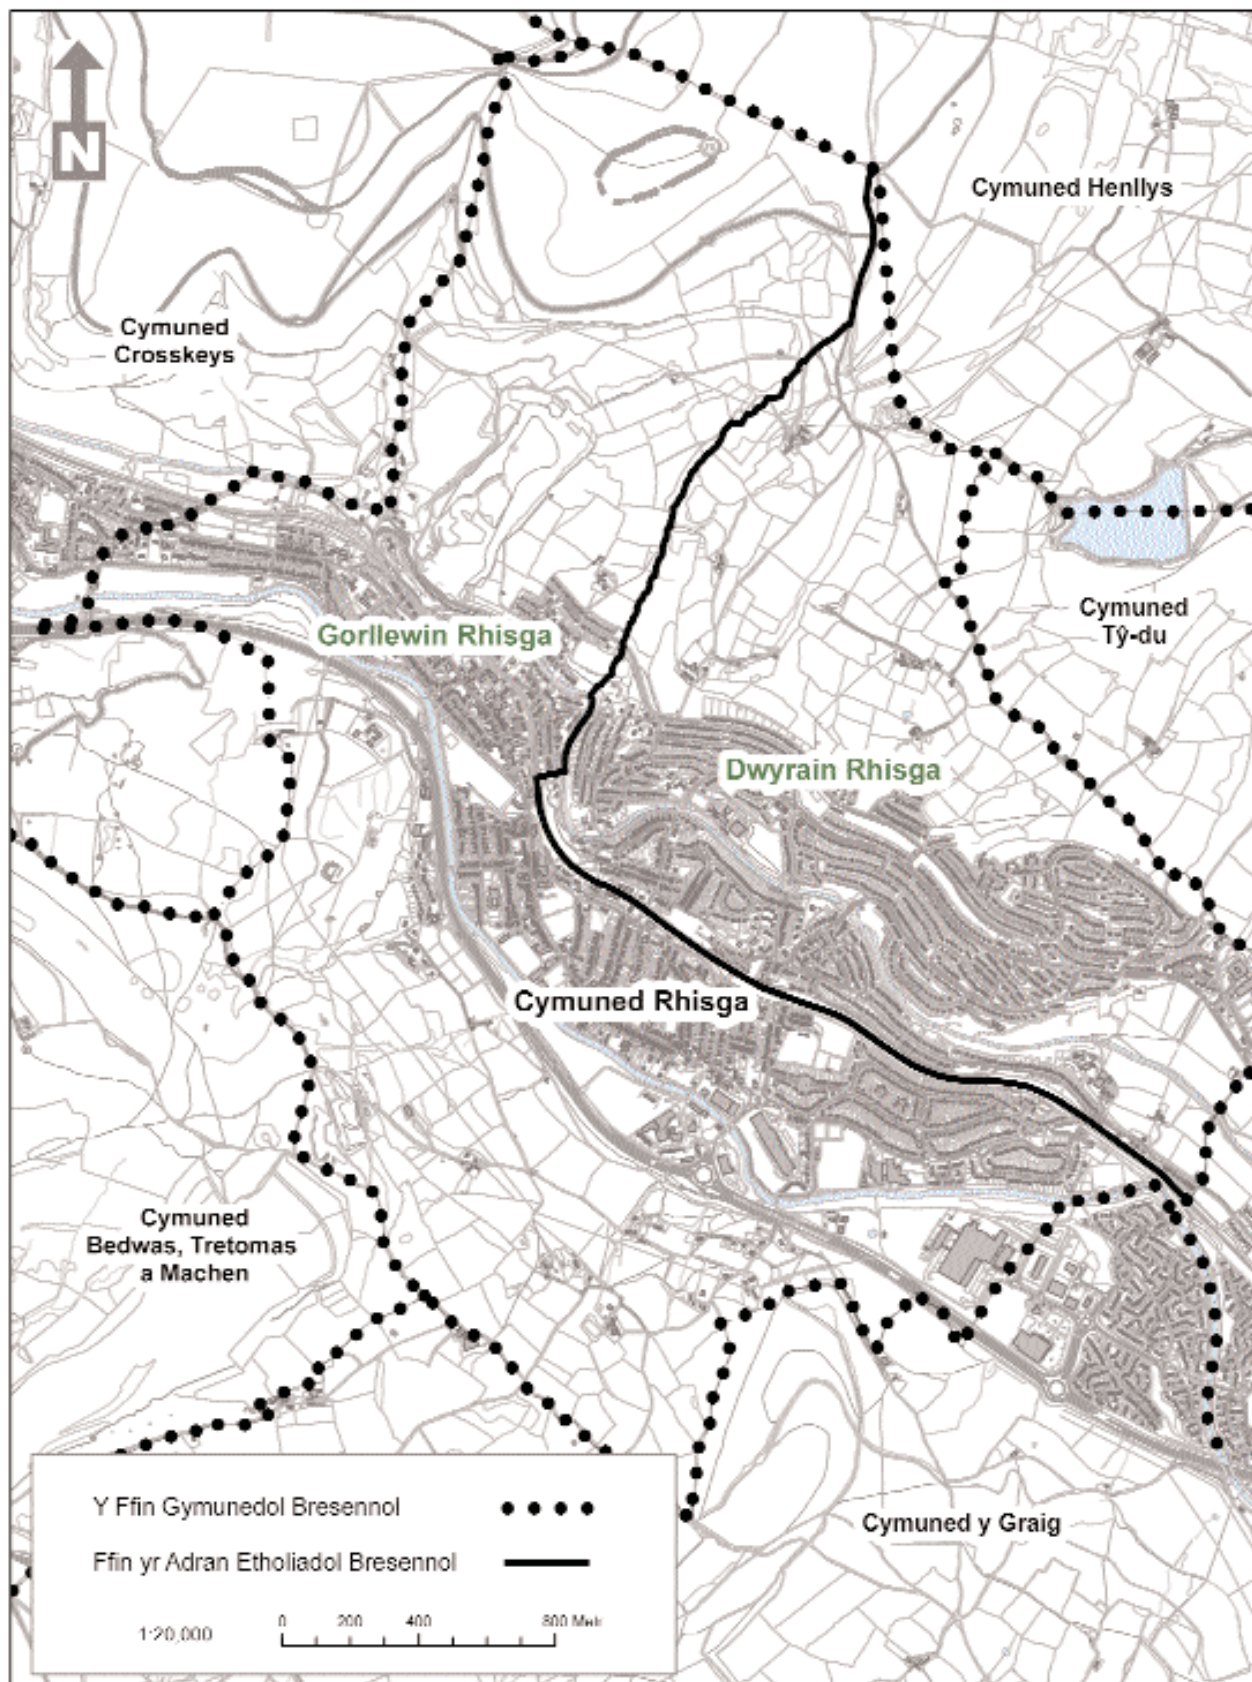 N
Cymuned Henllys
Cymuned
Crosskeys
Cymuned
Tŷ-du
Gorllewin Rhisga
Dwyrain Rhisga
Cymuned Rhisga
Cymuned
Bedwas, Tretomas
a Machen
Cymuned y Graig
Y Ffin Gymunedol Bresennol
Ffin yr Adran Etholiadol Bresennol
1:20,000
0 200 400 800 Metr